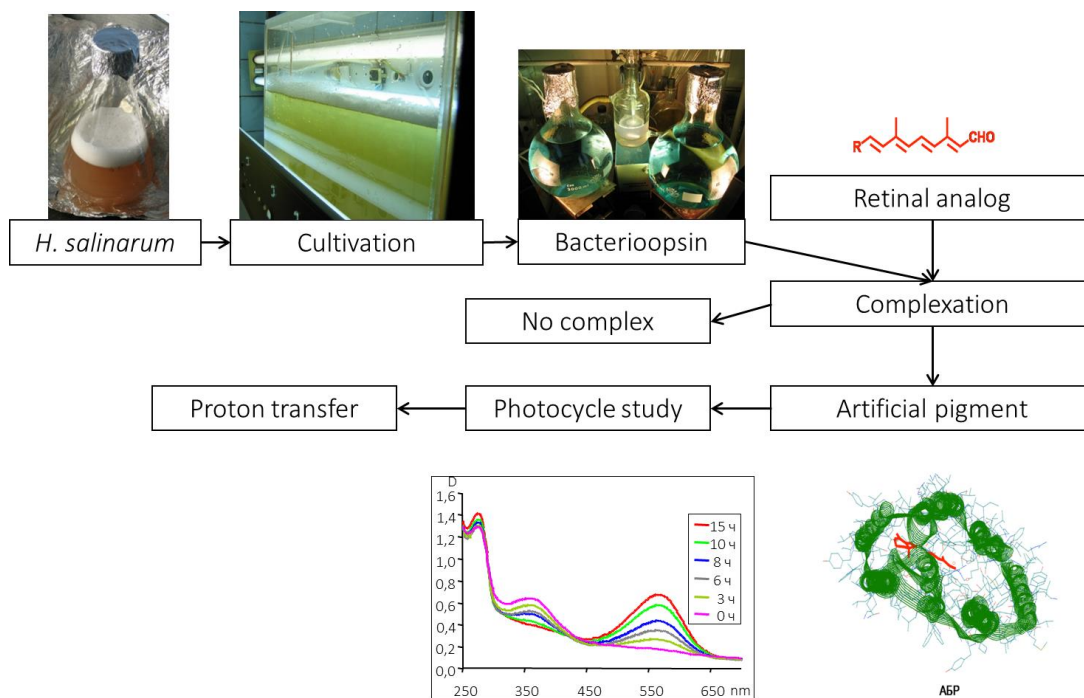 R
CHO
Retinal analog
H. salinarum
Cultivation
Bacterioopsin
Complexation
No complex
Proton transfer
Photocycle study
Artificial pigment
D
1,6
1,4
1,2
1,0
0,8
0,6
0,4
0,2
0,0
15 ч
10 ч
8 ч
6 ч
3 ч
0 ч
250 350 450 550 650 nm
АБР